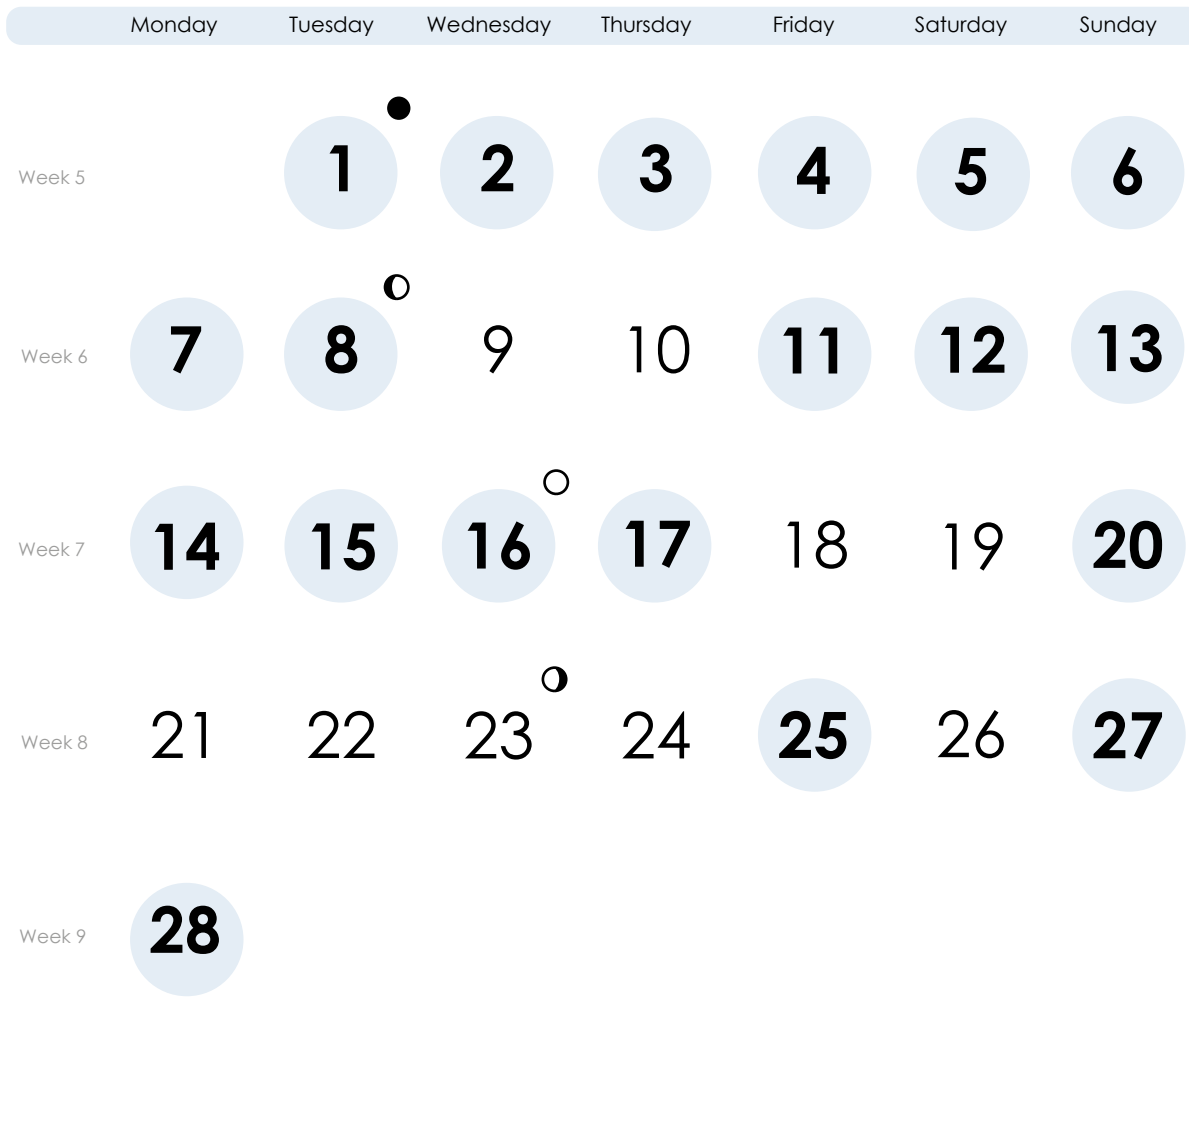 Monday Tuesday Wednesday Thursday Friday Saturday Sunday
Week 5 1 2 3 4 5 6
Week 6 7 8 9 10 11 12 13
Week 7 14 15 16 17 18 19 20
Week 8 21 22 23 24 25 26 27
Week 9 28